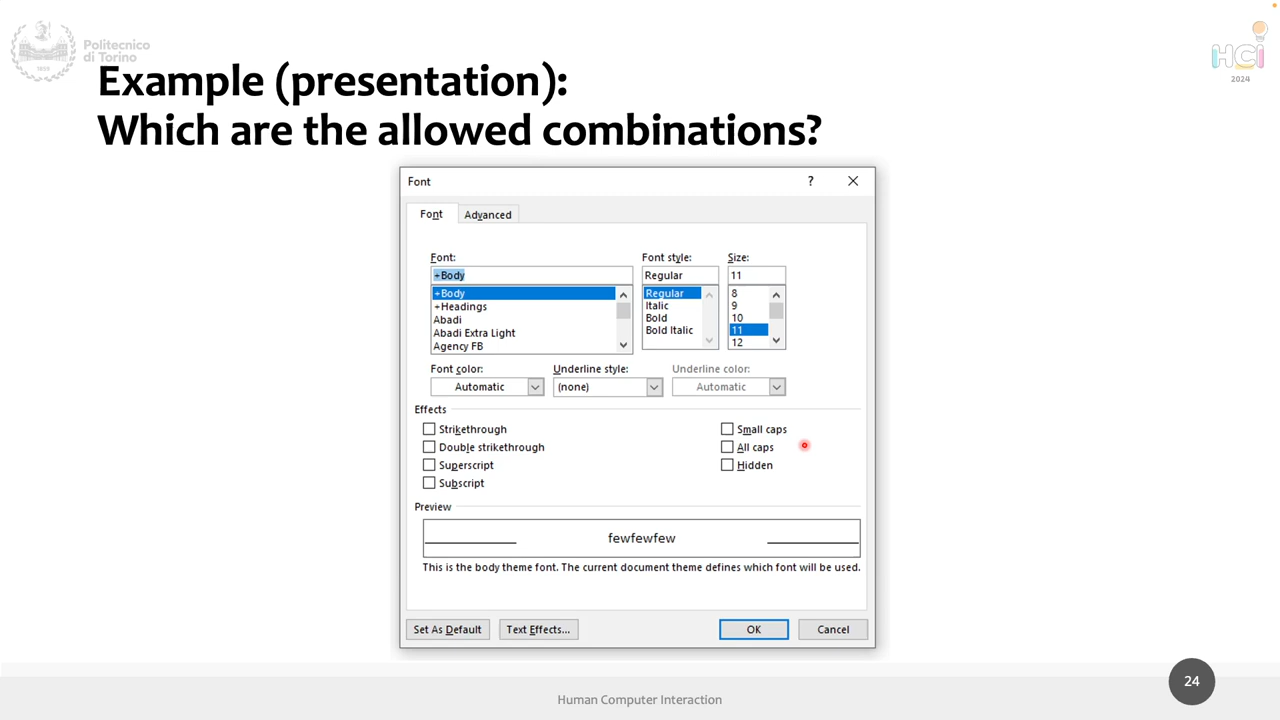 Politecnico
di Torino
1859
HCI
2024
Example (presentation):
Which are the allowed combinations?
Font
?
Font
Advanced
Font:
Font style:
Size:
+Body
Regular
11
+Body
+Headings
Abadi
Abadi Extra Light
Agency FB
Regular
Italic
Bold
Bold Italic
8
9
10
11
12
Font color:
Underline style:
Underline color:
Automatic
(none)
Automatic
Effects
Strikethrough
Double strikethrough
Superscript
Subscript
Small caps
All caps
Hidden
Preview
fewfewfew
This is the body theme font. The current document theme defines which font will be used.
Set As Default
Text Effects...
OK
Cancel
Human Computer Interaction
24